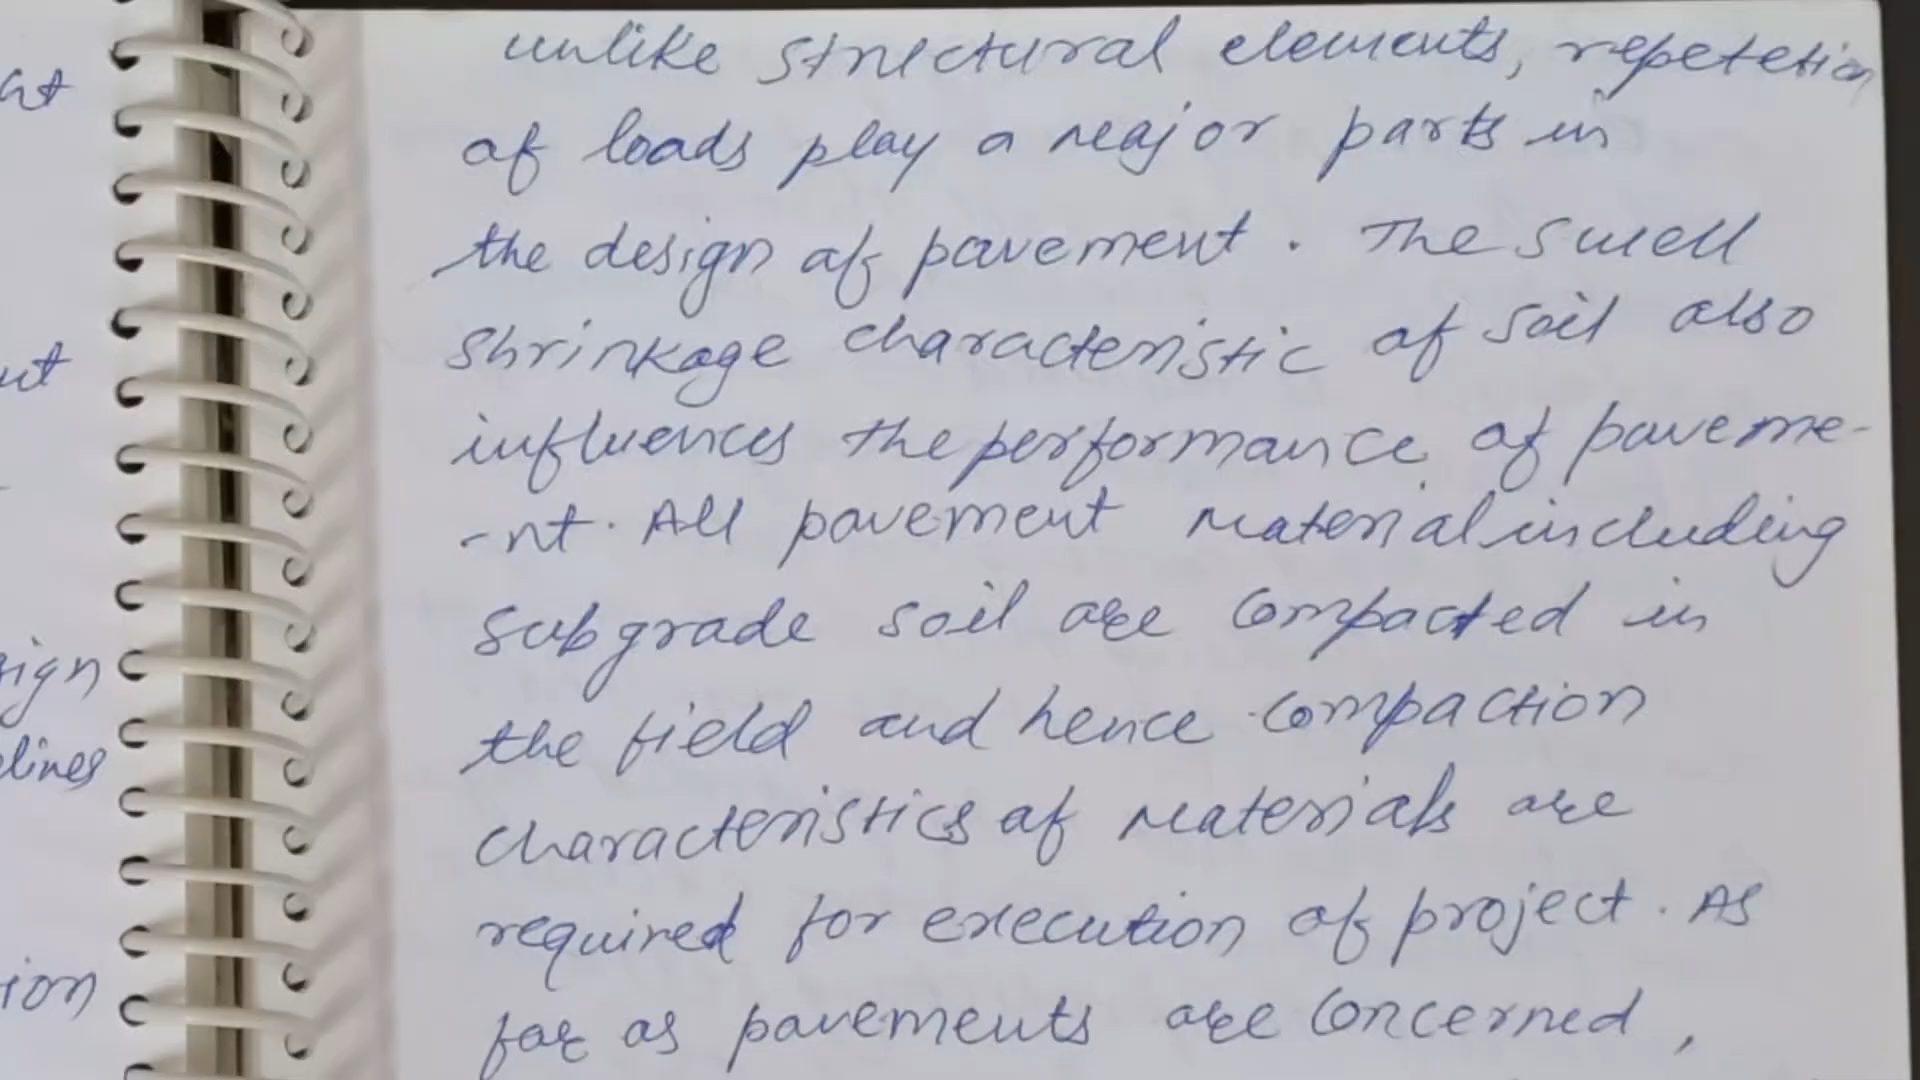 unlike structural elements, repetetion
of loads play a major parts in
the design of pavement. The swell
shrinkage characteristic of soil also
influences the performance of paveme-
-nt. All pavement material including
subgrade soil are compacted in
the field and hence compaction
characteristics of materials are
required for execution of project. As
far as pavements are concerned,